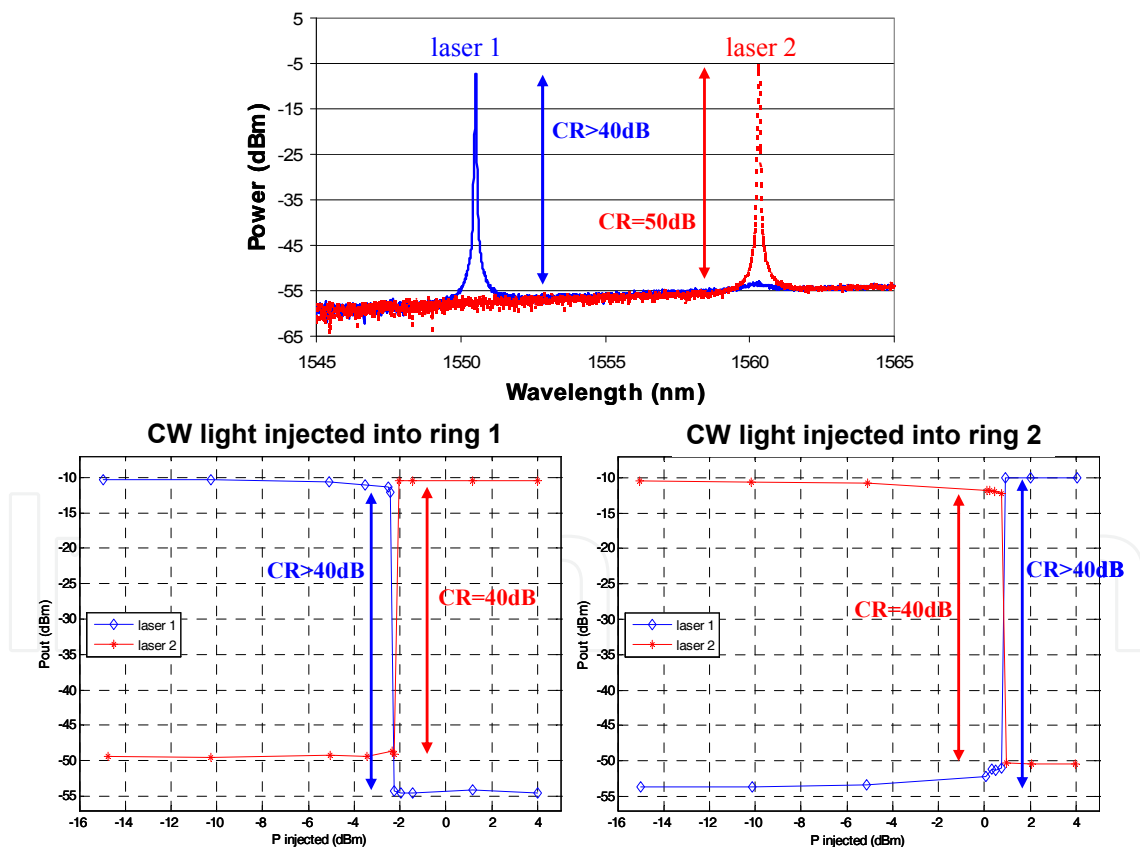 laser 1
laser 2
CR>40dB
CR=50dB
5
-5
-15
-25
-35
-45
-55
-65
Power (dBm)
1545
1550
1555
1560
1565
Wavelength (nm)
CW light injected into ring 1
-10
-15
-20
-25
-30
-35
-40
-45
-50
-55
Pout (dBm)
CR>40dB
CR=40dB
laser 1
laser 2
-16
-14
-12
-10
-8
-6
-4
-2
0
2
4
P injected (dBm)
CW light injected into ring 2
-10
-15
-20
-25
-30
-35
-40
-45
-50
-55
Pout (dBm)
CR>40dB
CR=40dB
laser 1
laser 2
-16
-14
-12
-10
-8
-6
-4
-2
0
2
4
P injected (dBm)